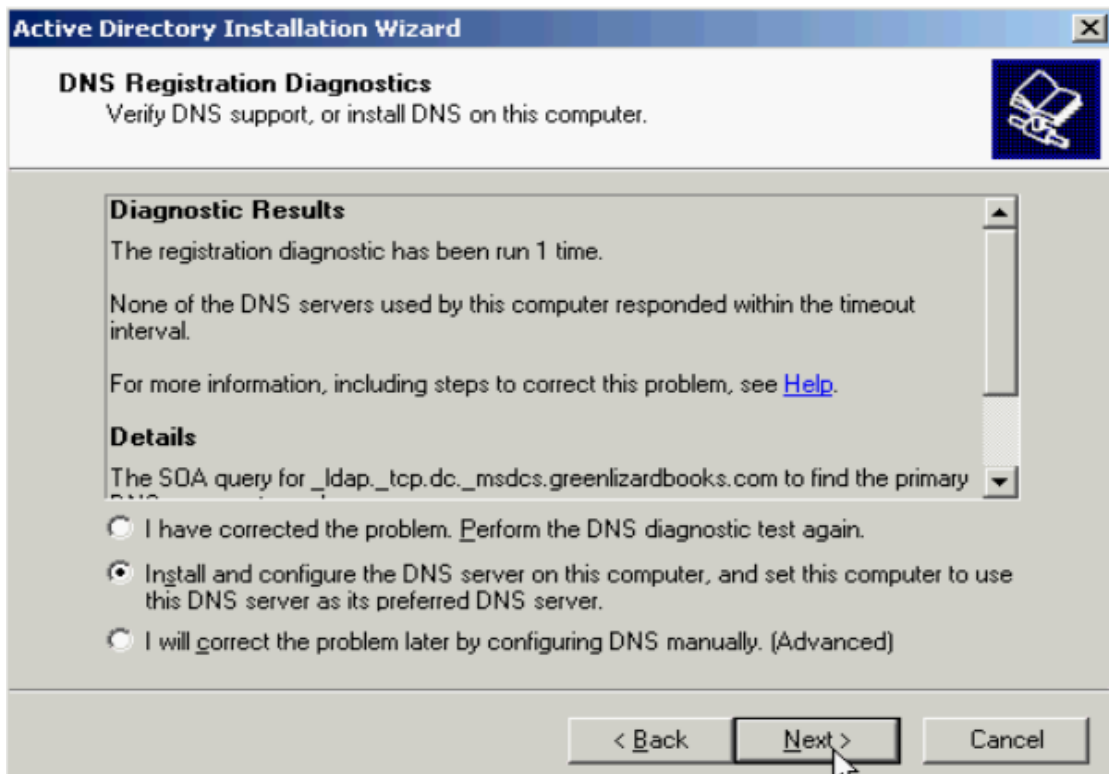 Active Directory Installation Wizard
DNS Registration Diagnostics
Verify DNS support, or install DNS on this computer.
Diagnostic Results
The registration diagnostic has been run 1 time.
None of the DNS servers used by this computer responded within the timeout
interval.
For more information, including steps to correct this problem, see Help.
Details
The SOA query for _ldap._tcp.dc._msdcs.greenlizardbooks.com to find the primary
I have corrected the problem. Perform the DNS diagnostic test again.
Install and configure the DNS server on this computer, and set this computer to use
this DNS server as its preferred DNS server.
I will correct the problem later by configuring DNS manually. (Advanced)
< Back
Next >
Cancel